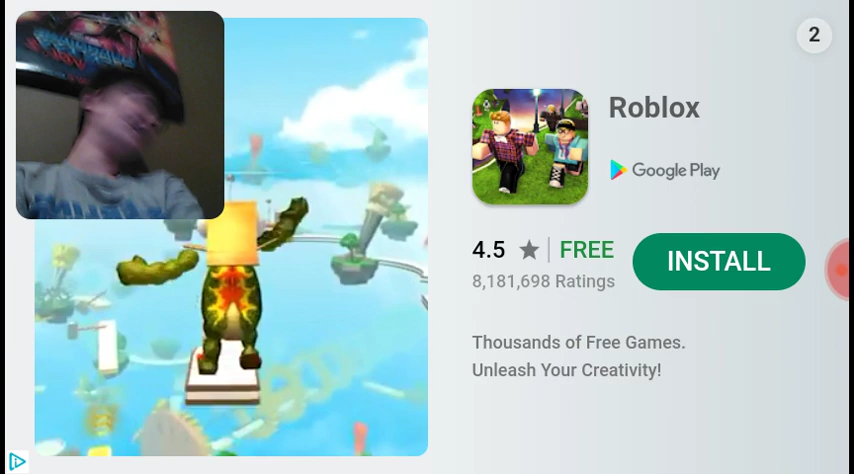 2
Roblox
Google Play
4.5 ★ | FREE
INSTALL
8,181,698 Ratings
Thousands of Free Games.
Unleash Your Creativity!